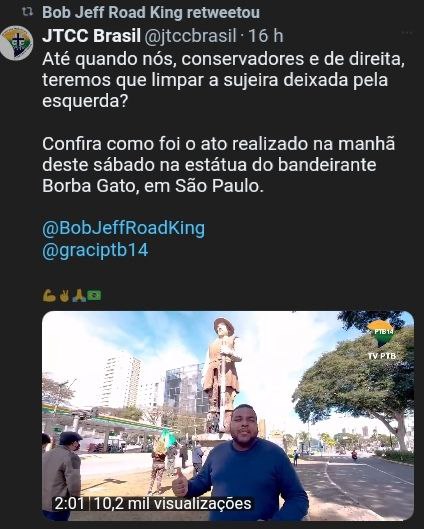 Bob Jeff Road King retweetou
JTCC Brasil @jtccbrasil · 16 h
Até quando nós, conservadores e de direita,
teremos que limpar a sujeira deixada pela
esquerda?
Confira como foi o ato realizado na manhã
deste sábado na estátua do bandeirante
Borba Gato, em São Paulo.
@BobJeffRoadKing
@graciptb14
PTB14
TV PTB
2:01 10,2 mil visualizações